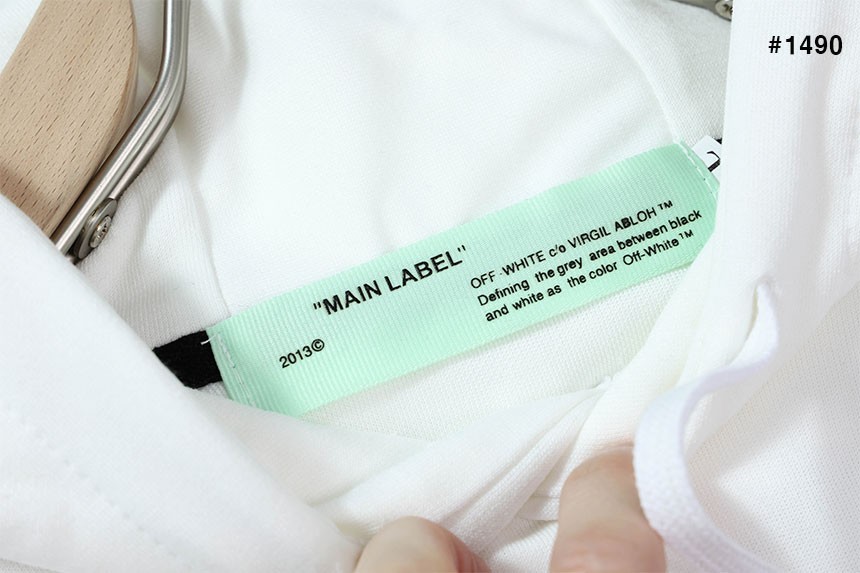 #1490
"MAIN LABEL"
2013©
OFF-WHITE c/o VIRGIL ABLOH™
Defining the grey area between black
and white as the color Off-White™